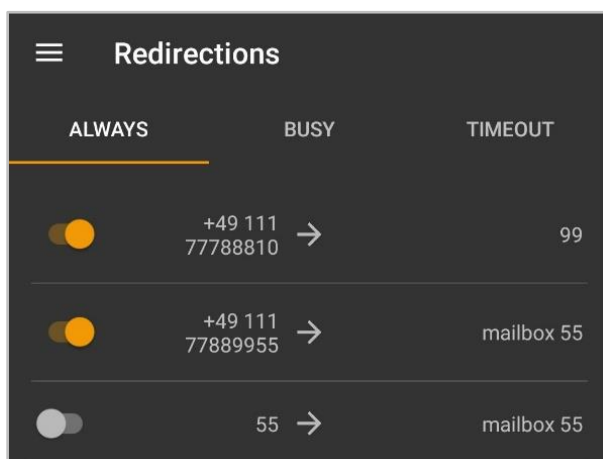 Redirections
ALWAYS BUSY TIMEOUT
+49 111
77788810 → 99
+49 111
77889955 → mailbox 55
55 → mailbox 55